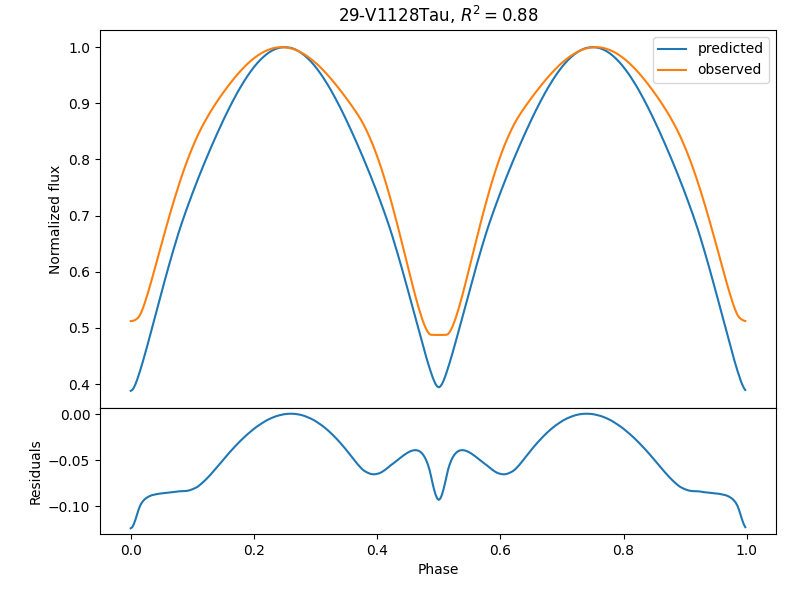 29-V1128Tau, R² = 0.88
predicted
observed
Normalized flux
1.0
0.9
0.8
0.7
0.6
0.5
0.4
Residuals
0.00
−0.05
−0.10
0.0 0.2 0.4 0.6 0.8 1.0
Phase